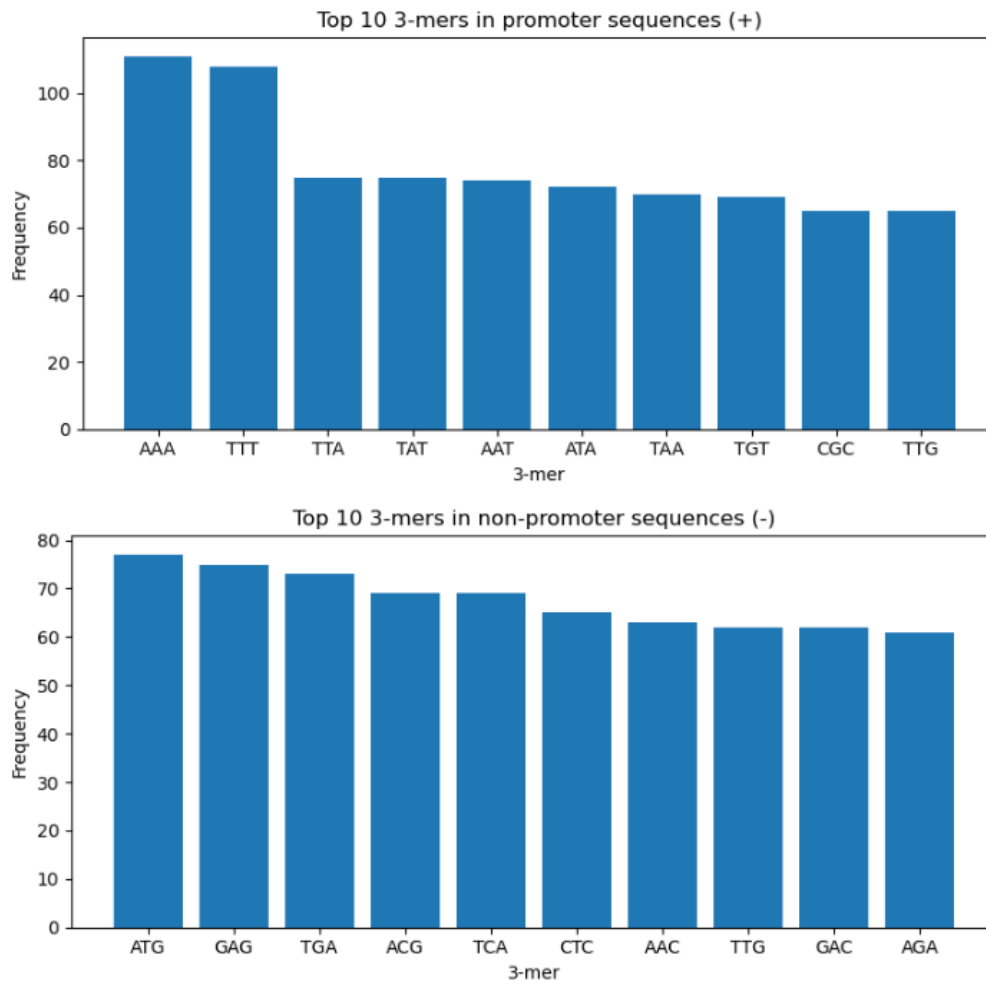 Top 10 3-mers in promoter sequences (+)
100
80
60
40
20
0
Frequency
AAA TTT TTA TAT AAT ATA TAA TGT CGC TTG
3-mer
Top 10 3-mers in non-promoter sequences (-)
80
70
60
50
40
30
20
10
0
Frequency
ATG GAG TGA ACG TCA CTC AAC TTG GAC AGA
3-mer